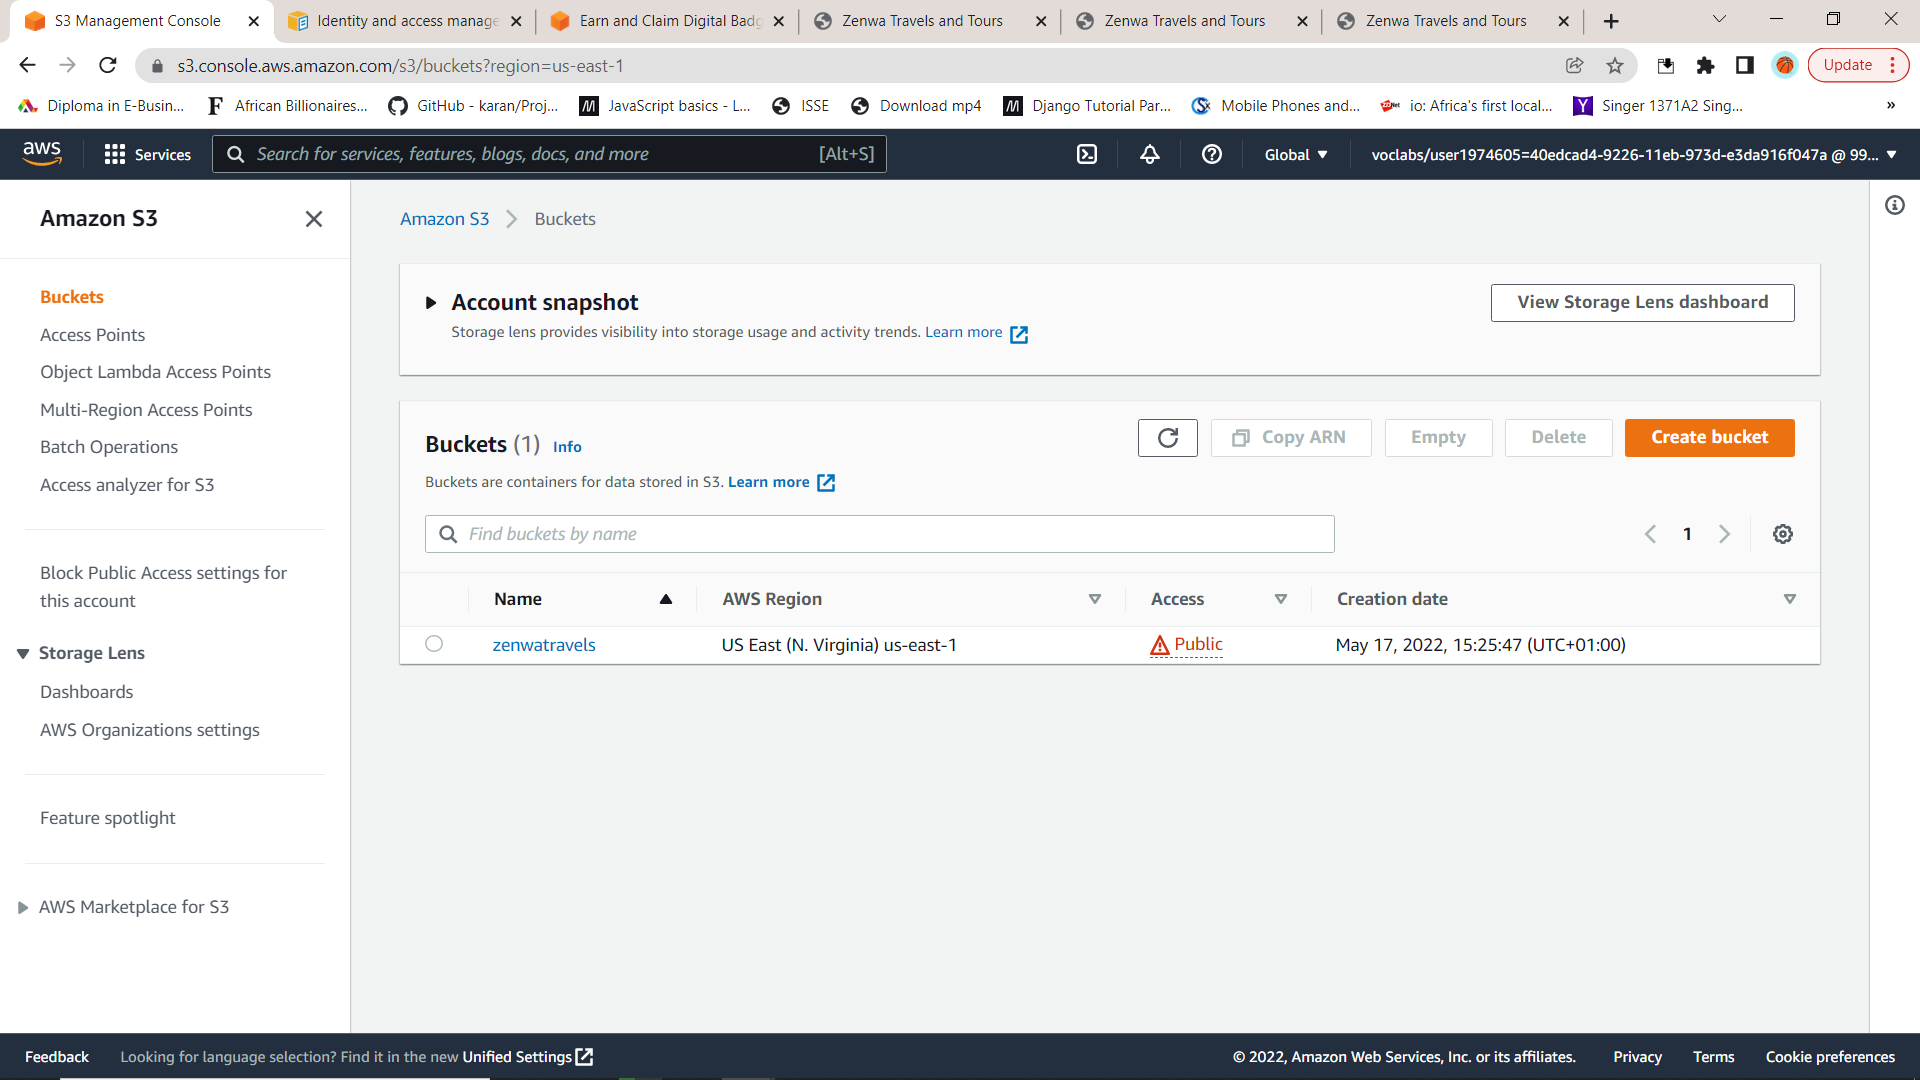 S3 Management Console
Identity and access manage
Earn and Claim Digital Badg
Zenwa Travels and Tours
Zenwa Travels and Tours
Zenwa Travels and Tours
s3.console.aws.amazon.com/s3/buckets?region=us-east-1
Update
Diploma in E-Busin...
African Billionaires...
GitHub - karan/Proj...
JavaScript basics - L...
ISSE
Download mp4
Django Tutorial Par...
Mobile Phones and...
io: Africa's first local...
Singer 1371A2 Sing...
»
aws
Services
Search for services, features, blogs, docs, and more
[Alt+S]
Global
voclabs/user1974605=40edcad4-9226-11eb-973d-e3da916f047a @ 99...
Amazon S3
Buckets
Access Points
Object Lambda Access Points
Multi-Region Access Points
Batch Operations
Access analyzer for S3
Block Public Access settings for
this account
Storage Lens
Dashboards
AWS Organizations settings
Feature spotlight
AWS Marketplace for S3
Amazon S3
Buckets
Account snapshot
Storage lens provides visibility into storage usage and activity trends. Learn more
View Storage Lens dashboard
Buckets (1) Info
Copy ARN
Empty
Delete
Create bucket
Buckets are containers for data stored in S3. Learn more
Find buckets by name
1
Name
AWS Region
Access
Creation date
zenwatravels
US East (N. Virginia) us-east-1
Public
May 17, 2022, 15:25:47 (UTC+01:00)
Feedback
Looking for language selection? Find it in the new Unified Settings
© 2022, Amazon Web Services, Inc. or its affiliates.
Privacy
Terms
Cookie preferences